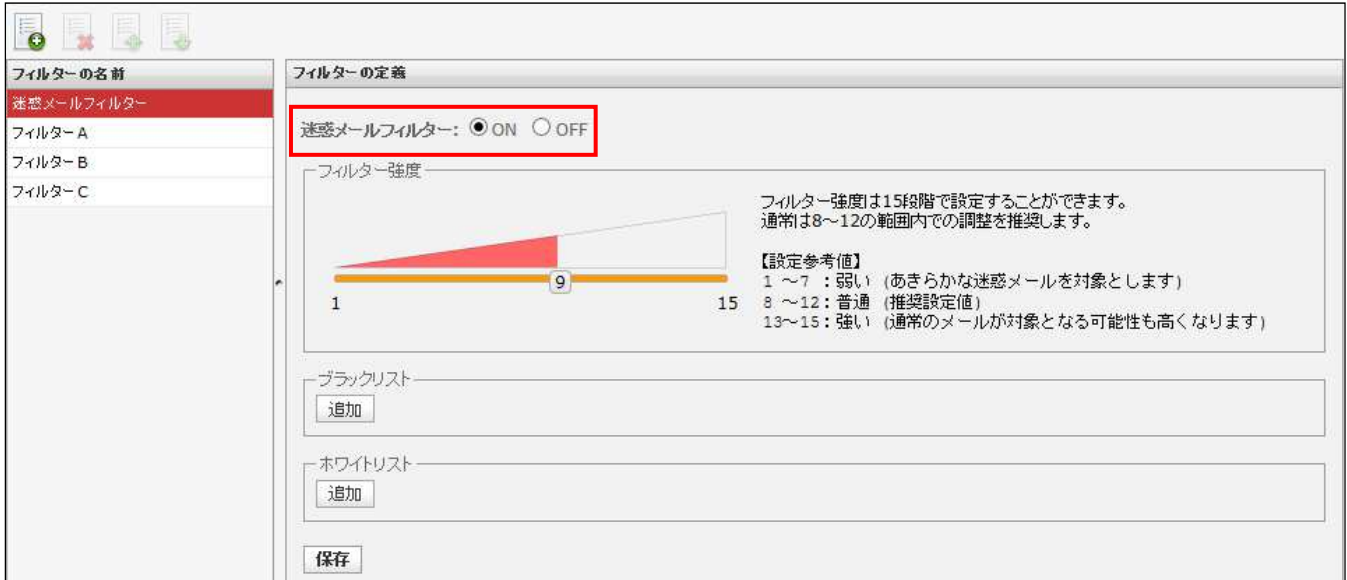 フィルターの名前
迷惑メールフィルター
フィルターA
フィルターB
フィルターC
フィルターの定義
迷惑メールフィルター: ON OFF
フィルター強度
9
1 15
フィルター強度は15段階で設定することができます。
通常は8～12の範囲内での調整を推奨します。
【設定参考値】
1 ～7 : 弱い (あきらかな迷惑メールを対象とします)
8 ～12: 普通 (推奨設定値)
13～15: 強い (通常のメールが対象となる可能性も高くなります)
ブラックリスト
追加
ホワイトリスト
追加
保存